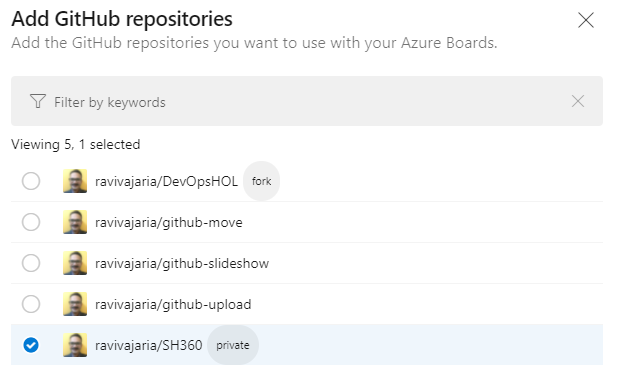 Add GitHub repositories
Add the GitHub repositories you want to use with your Azure Boards.
Filter by keywords
Viewing 5, 1 selected
ravivajaria/DevOpsHOL fork
ravivajaria/github-move
ravivajaria/github-slideshow
ravivajaria/github-upload
ravivajaria/SH360 private